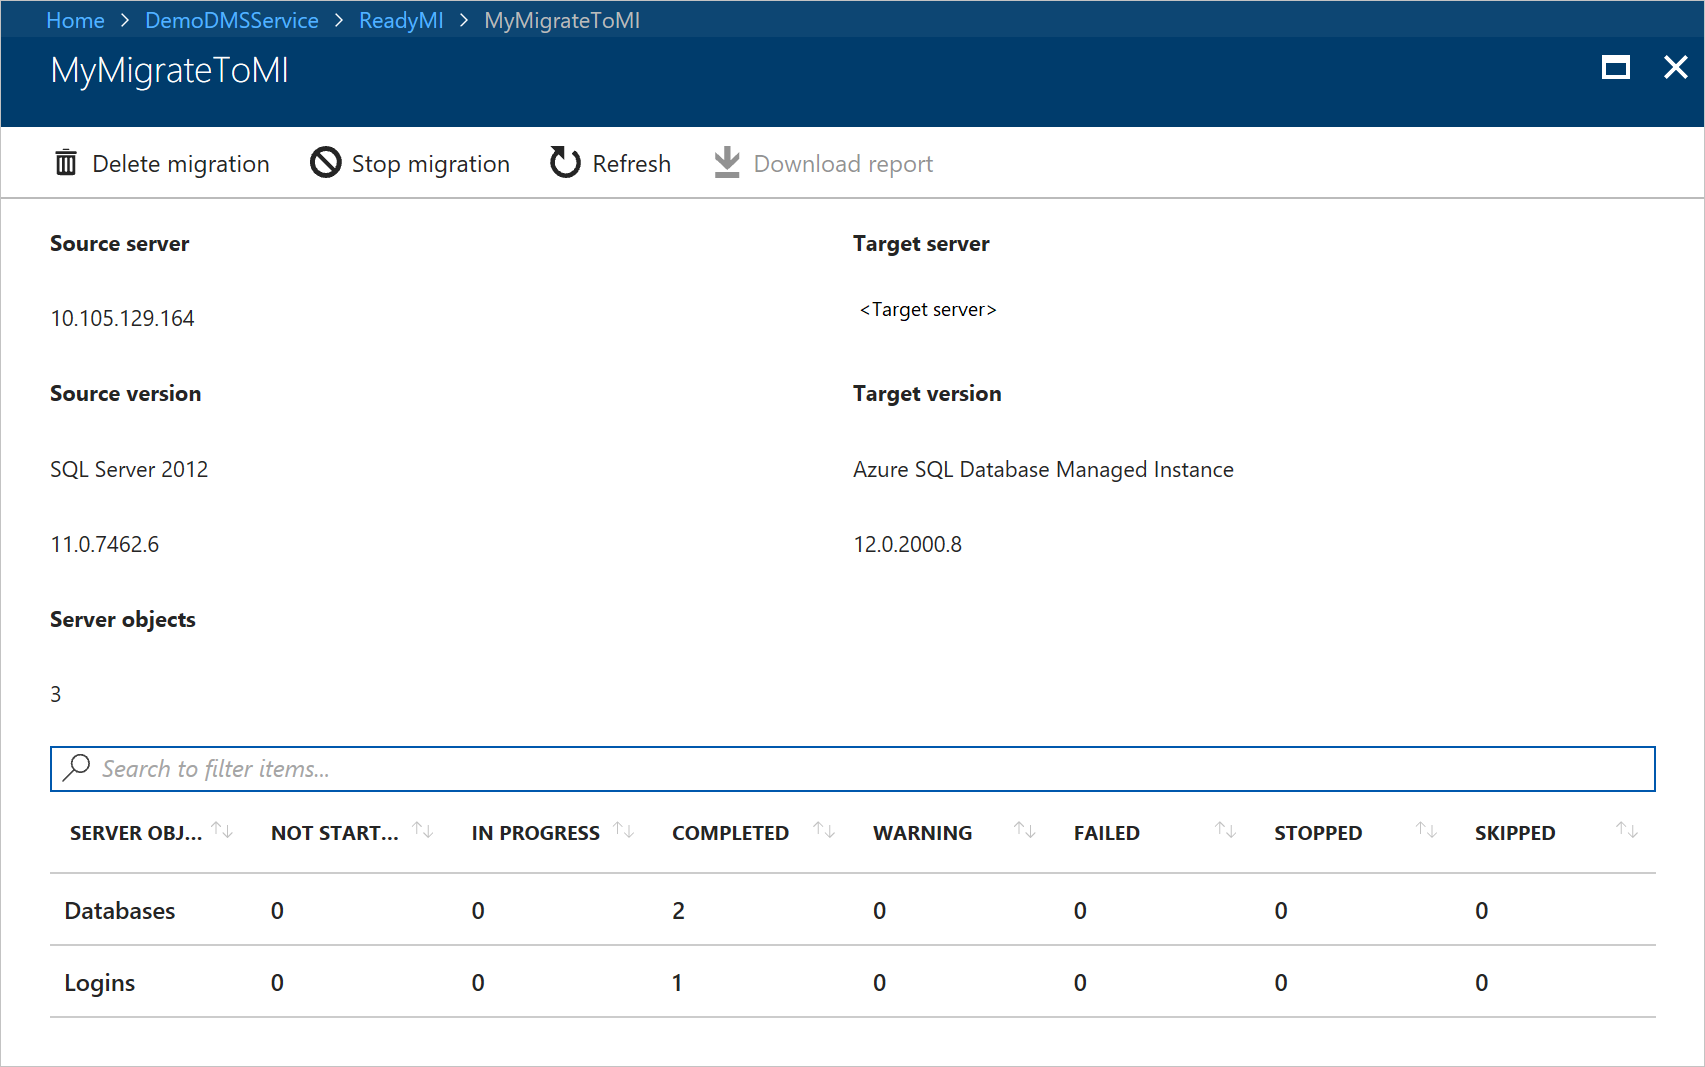 Home > DemoDMSService > ReadyMI > MyMigrateToMI
MyMigrateToMI
Delete migration Stop migration Refresh Download report
Source server Target server
10.105.129.164 <Target server>
Source version Target version
SQL Server 2012 Azure SQL Database Managed Instance
11.0.7462.6 12.0.2000.8
Server objects
3
Search to filter items...
SERVER OBJ... NOT START... IN PROGRESS COMPLETED WARNING FAILED STOPPED SKIPPED
Databases 0 0 2 0 0 0 0
Logins 0 0 1 0 0 0 0